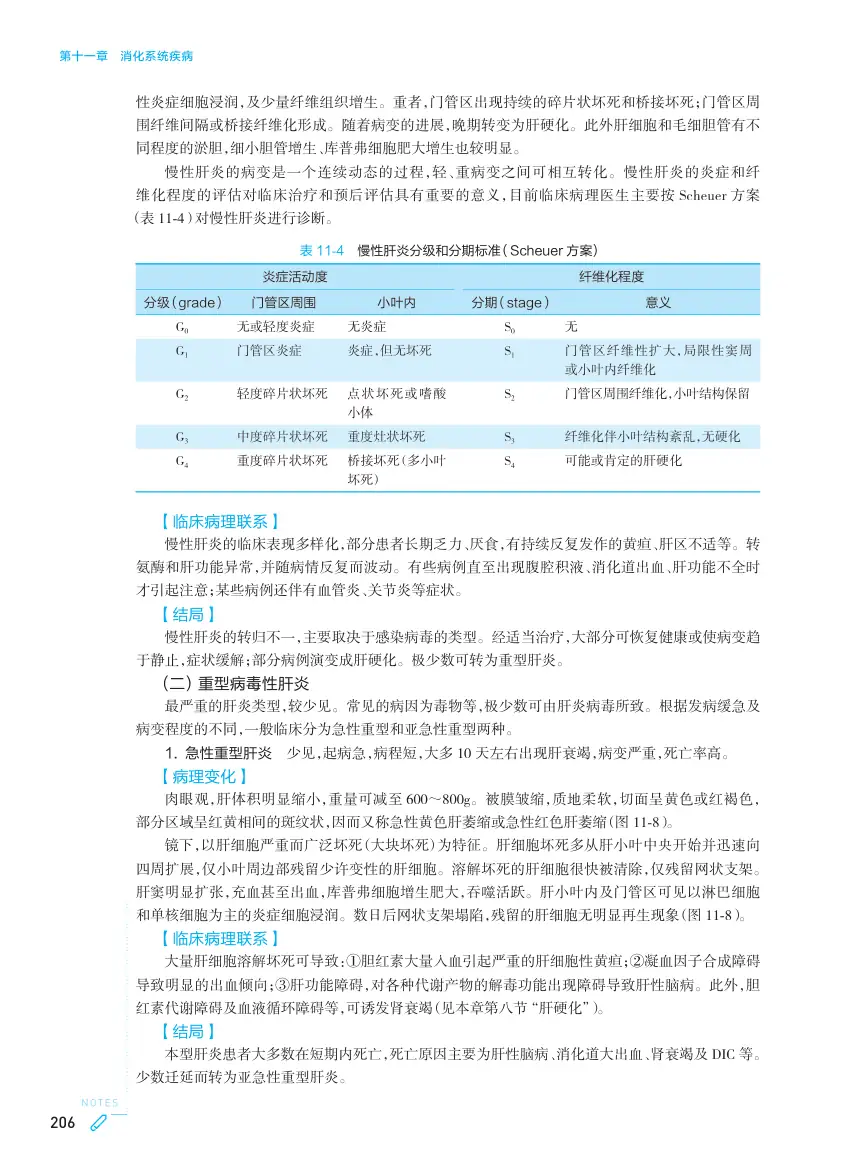 第十一章 消化系统疾病
性炎症细胞浸润,及少量纤维组织增生。重者,门管区出现持续的碎片状坏死和桥接坏死;门管区周
围纤维间隔或桥接纤维化形成。随着病变的进展,晚期转变为肝硬化。此外肝细胞和毛细胆管有不
同程度的淤胆,细小胆管增生、库普弗细胞肥大增生也较明显。
慢性肝炎的病变是一个连续动态的过程,轻、重病变之间可相互转化。慢性肝炎的炎症和纤
维化程度的评估对临床治疗和预后评估具有重要的意义,目前临床病理医生主要按 Scheuer 方案
(表 11-4)对慢性肝炎进行诊断。
表 11-4 慢性肝炎分级和分期标准(Scheuer 方案)
炎症活动度 纤维化程度
分级(grade) 门管区周围 小叶内 分期(stage) 意义
G₀ 无或轻度炎症 无炎症 S₀ 无
G₁ 门管区炎症 炎症,但无坏死 S₁ 门管区纤维性扩大,局限性窦周
或小叶内纤维化
G₂ 轻度碎片状坏死 点状坏死或嗜酸 S₂ 门管区周围纤维化,小叶结构保留
小体
G₃ 中度碎片状坏死 重度灶状坏死 S₃ 纤维化伴小叶结构紊乱,无硬化
G₄ 重度碎片状坏死 桥接坏死(多小叶 S₄ 可能或肯定的肝硬化
坏死)
【临床病理联系】
慢性肝炎的临床表现多样化,部分患者长期乏力、厌食,有持续反复发作的黄疸、肝区不适等。转
氨酶和肝功能异常,并随病情反复而波动。有些病例直至出现腹腔积液、消化道出血、肝功能不全时
才引起注意;某些病例还伴有血管炎、关节炎等症状。
【结局】
慢性肝炎的转归不一,主要取决于感染病毒的类型。经适当治疗,大部分可恢复健康或使病变趋
于静止,症状缓解;部分病例演变成肝硬化。极少数可转为重型肝炎。
(二)重型病毒性肝炎
最严重的肝炎类型,较少见。常见的病因为毒物等,极少数可由肝炎病毒所致。根据发病缓急及
病变程度的不同,一般临床分为急性重型和亚急性重型两种。
1. 急性重型肝炎 少见,起病急,病程短,大多 10 天左右出现肝衰竭,病变严重,死亡率高。
【病理变化】
肉眼观,肝体积明显缩小,重量可减至 600～800g。被膜皱缩,质地柔软,切面呈黄色或红褐色,
部分区域呈红黄相间的斑纹状,因而又称急性黄色肝萎缩或急性红色肝萎缩(图 11-8)。
镜下,以肝细胞严重而广泛坏死(大块坏死)为特征。肝细胞坏死多从肝小叶中央开始并迅速向
四周扩展,仅小叶周边部残留少许变性的肝细胞。溶解坏死的肝细胞很快被清除,仅残留网状支架。
肝窦明显扩张,充血甚至出血,库普弗细胞增生肥大,吞噬活跃。肝小叶内及门管区可见以淋巴细胞
和单核细胞为主的炎症细胞浸润。数日后网状支架塌陷,残留的肝细胞无明显再生现象(图 11-8)。
【临床病理联系】
大量肝细胞溶解坏死可导致:①胆红素大量入血引起严重的肝细胞性黄疸;②凝血因子合成障碍
导致明显的出血倾向;③肝功能障碍,对各种代谢产物的解毒功能出现障碍导致肝性脑病。此外,胆
红素代谢障碍及血液循环障碍等,可诱发肾衰竭(见本章第八节“肝硬化”)。
【结局】
本型肝炎患者大多数在短期内死亡,死亡原因主要为肝性脑病、消化道大出血、肾衰竭及 DIC 等。
少数迁延而转为亚急性重型肝炎。
NOTES
206